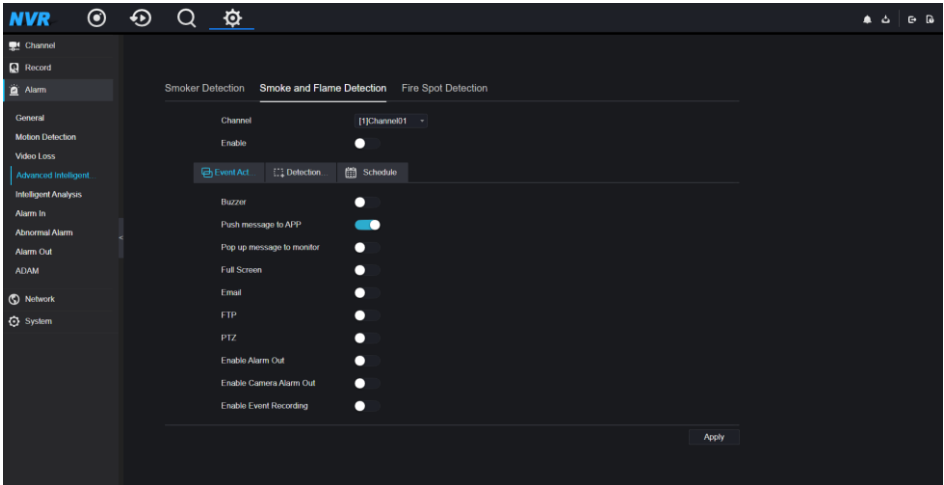 NVR
Channel
Record
Alarm
General
Motion Detection
Video Loss
Advanced Intelligent..
Intelligent Analysis
Alarm In
Abnormal Alarm
Alarm Out
ADAM
Network
System
Smoker Detection Smoke and Flame Detection Fire Spot Detection
Channel [1]Channel01
Enable
Event Act... Detection... Schedule
Buzzer
Push message to APP
Pop up message to monitor
Full Screen
Email
FTP
PTZ
Enable Alarm Out
Enable Camera Alarm Out
Enable Event Recording
Apply